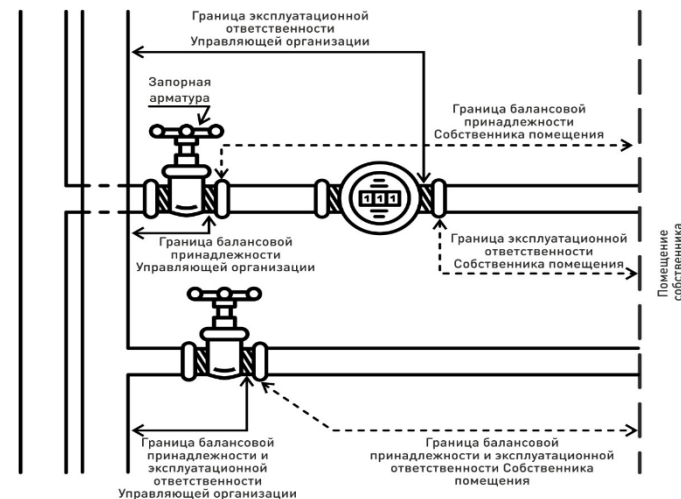 Граница эксплуатационной
ответственности
Управляющей организации
Запорная
арматура
Граница балансовой
принадлежности
Собственника помещения
111
Граница балансовой
принадлежности
Управляющей организации
Граница эксплуатационной
ответственности
Собственника помещения
Помещение
собственника
Граница балансовой
принадлежности и
эксплуатационной
ответственности
Управляющей организации
Граница балансовой
принадлежности и эксплуатационной
ответственности Собственника
помещения